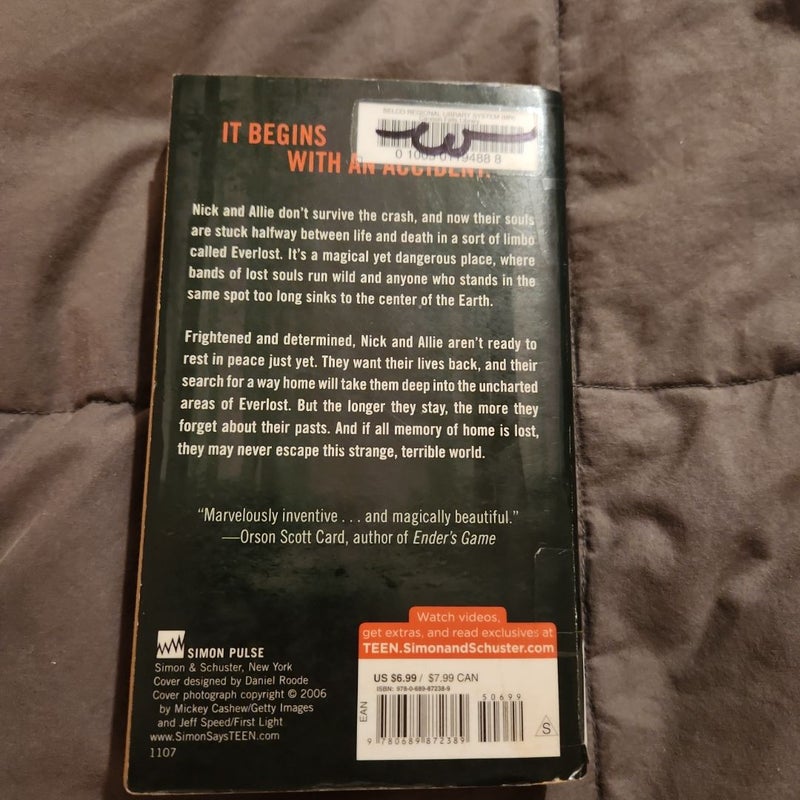 SELCO REGIONAL LIBRARY SYSTEM
IT BEGINS
WITH AN ACCIDENT.
Nick and Allie don't survive the crash, and now their souls
are stuck halfway between life and death in a sort of limbo
called Everlost. It's a magical yet dangerous place, where
bands of lost souls run wild and anyone who stands in the
same spot too long sinks to the center of the Earth.
Frightened and determined, Nick and Allie aren't ready to
rest in peace just yet. They want their lives back, and their
search for a way home will take them deep into the uncharted
areas of Everlost. But the longer they stay, the more they
forget about their pasts. And if all memory of home is lost,
they may never escape this strange, terrible world.
"Marvelously inventive . . . and magically beautiful."
—Orson Scott Card, author of Ender's Game
Watch videos,
get extras, and read exclusives at
TEEN.SimonandSchuster.com
SIMON PULSE
Simon & Schuster, New York
Cover designed by Daniel Roode
Cover photograph copyright © 2006
by Mickey Cashew/Getty Images
and Jeff Speed/First Light
www.SimonSaysTEEN.com
1107
US $6.99 / $7.99 CAN
ISBN: 978-0-689-87238-9
50699
EAN
9 780689 872389
S